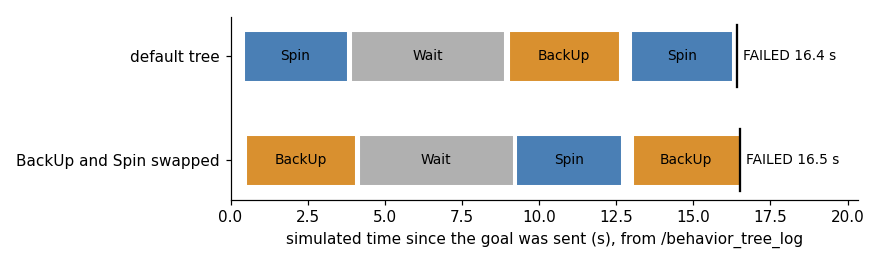 default tree
Spin
Wait
BackUp
Spin
FAILED 16.4 s
BackUp and Spin swapped
BackUp
Wait
Spin
BackUp
FAILED 16.5 s
0.0 2.5 5.0 7.5 10.0 12.5 15.0 17.5 20.0
simulated time since the goal was sent (s), from /behavior_tree_log